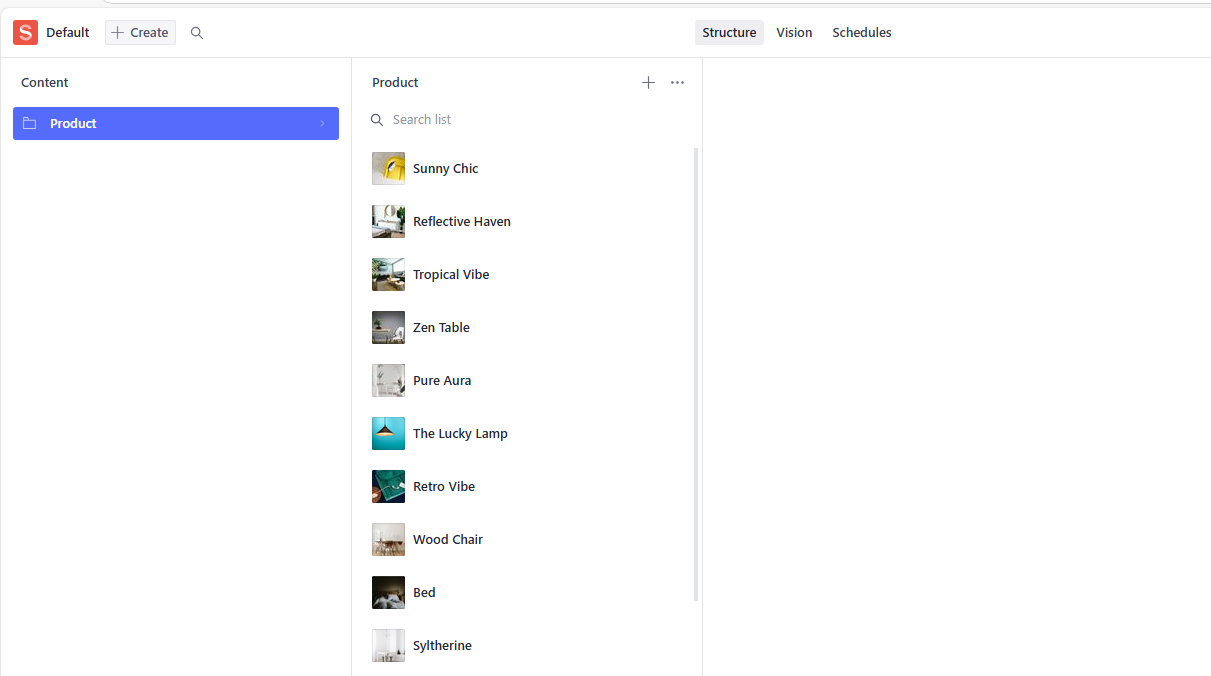 S Default + Create Structure Vision Schedules
Content
Product
Product
Search list
Sunny Chic
Reflective Haven
Tropical Vibe
Zen Table
Pure Aura
The Lucky Lamp
Retro Vibe
Wood Chair
Bed
Syltherine